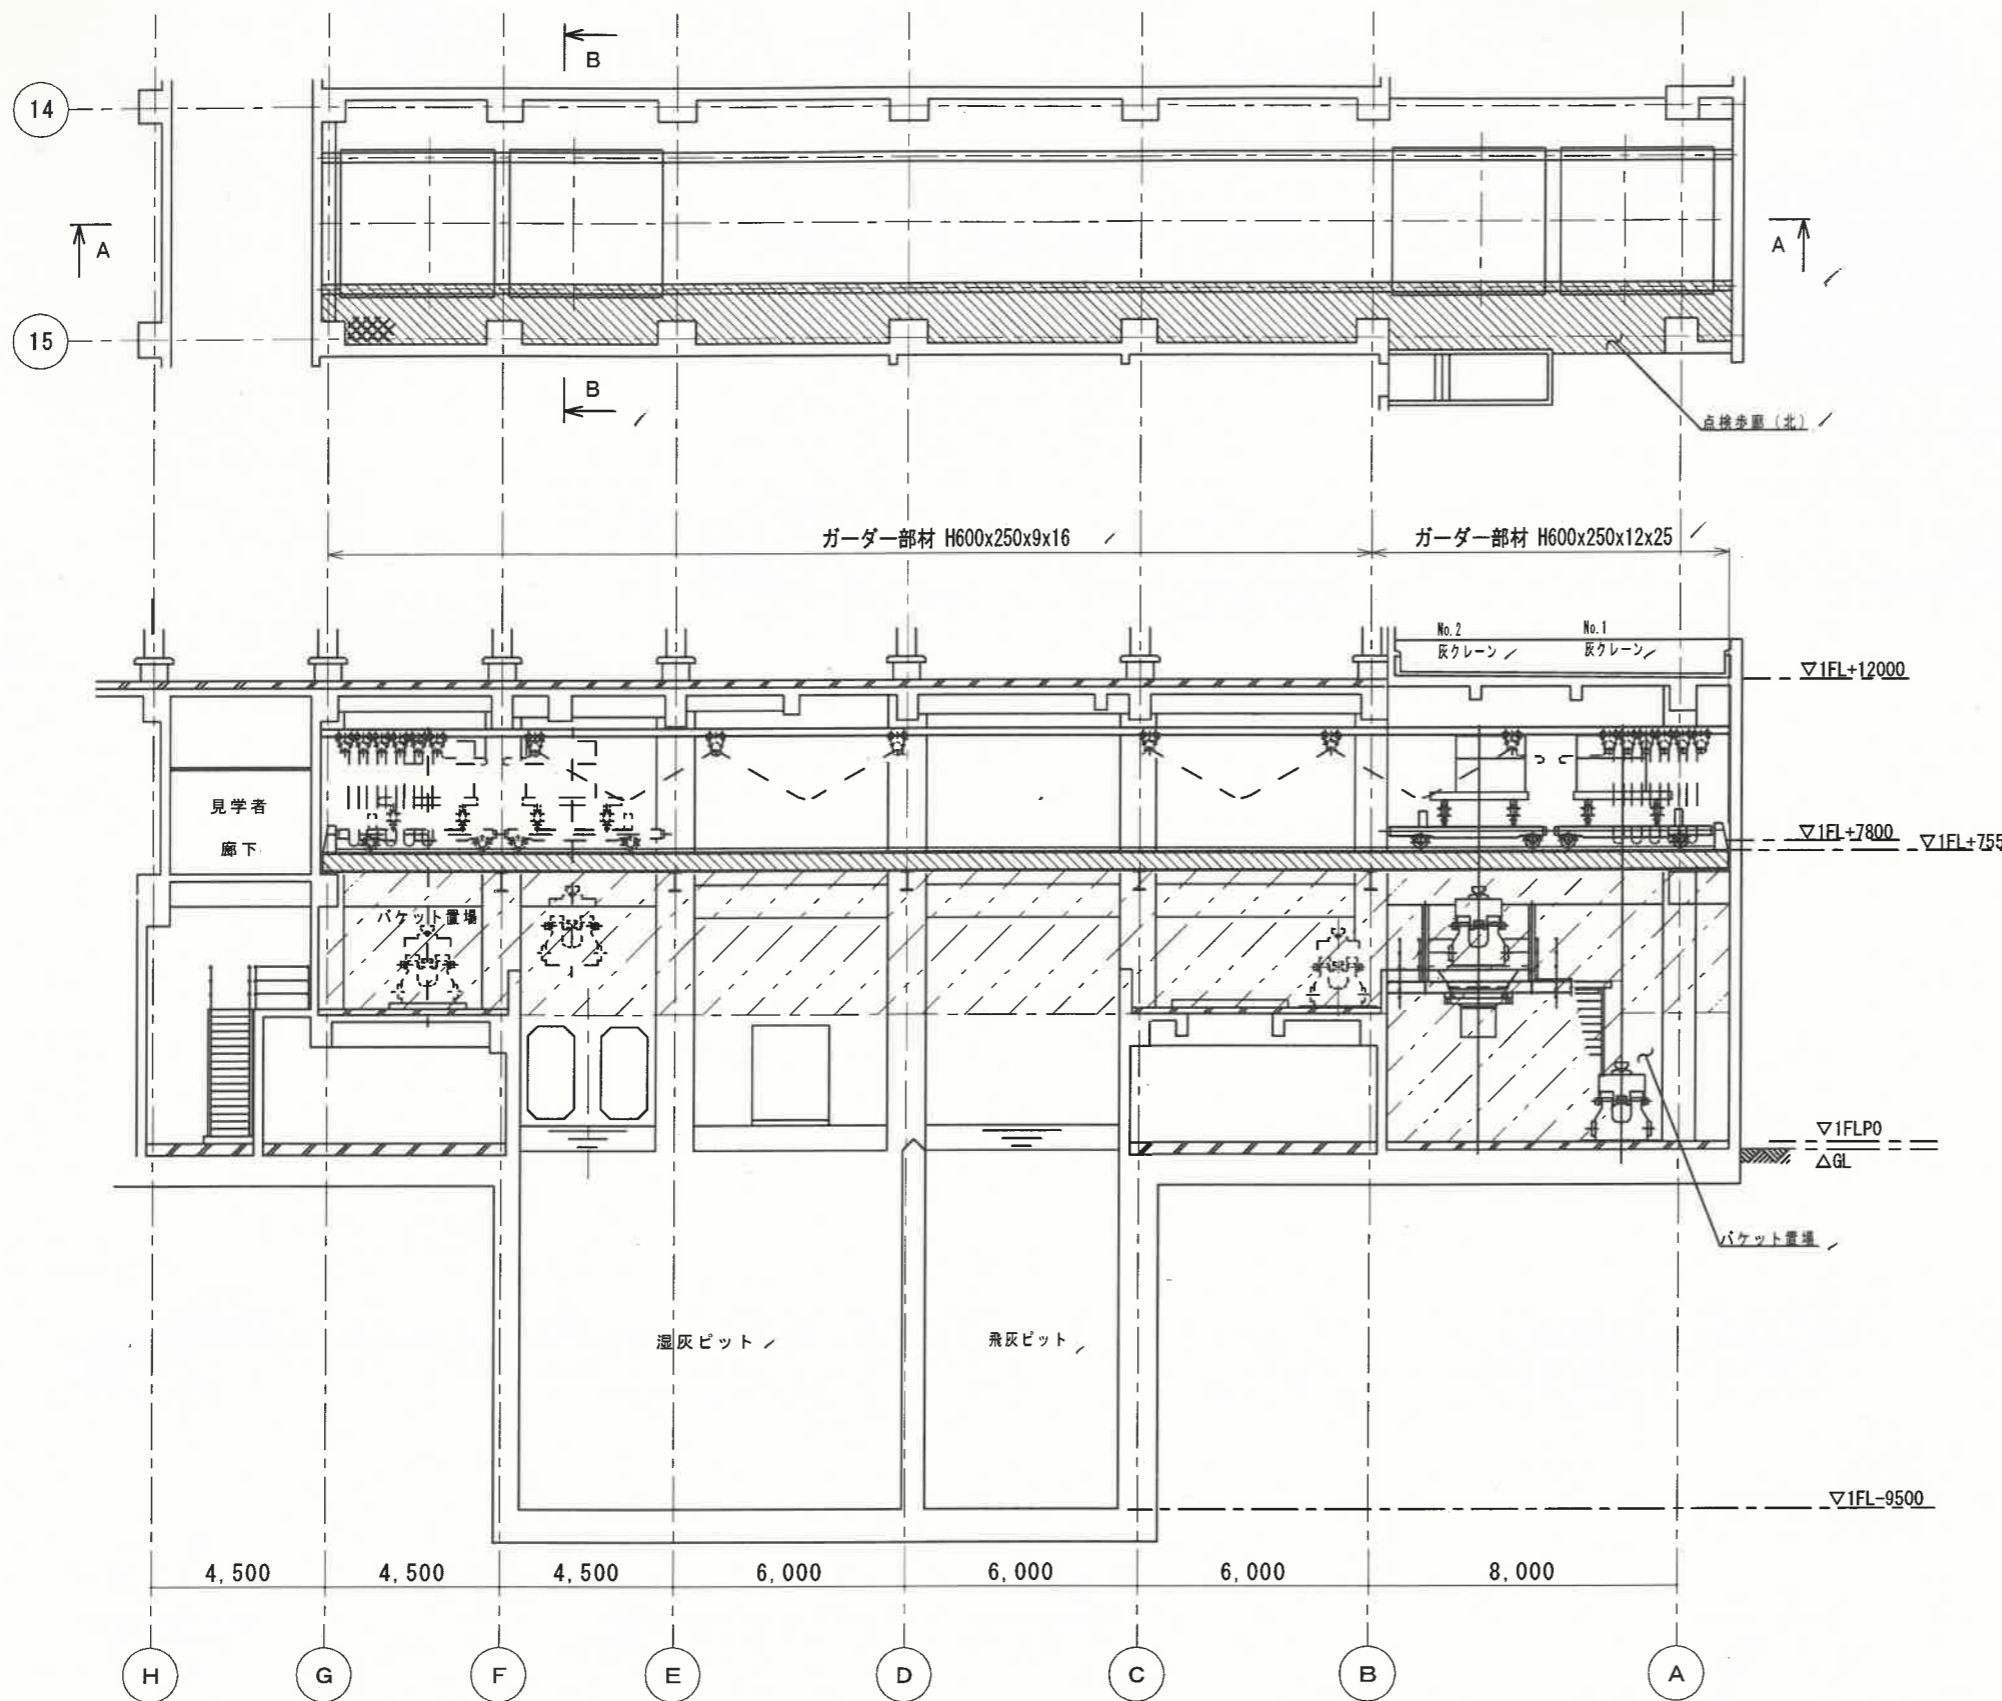 B
14
A
A
15
B
点検歩廊（北）
ガーダー部材 H600x250x9x16
ガーダー部材 H600x250x12x25
No.2
灰クレーン
No.1
灰クレーン
▽1FL+12000
見学者
廊下
▽1FL+7800
▽1FL+755
バケット置場
▽1FLPO
△GL
バケット置場
湿灰ピット
飛灰ピット
▽1FL-9500
4,500
4,500
4,500
6,000
6,000
6,000
8,000
H
G
F
E
D
C
B
A